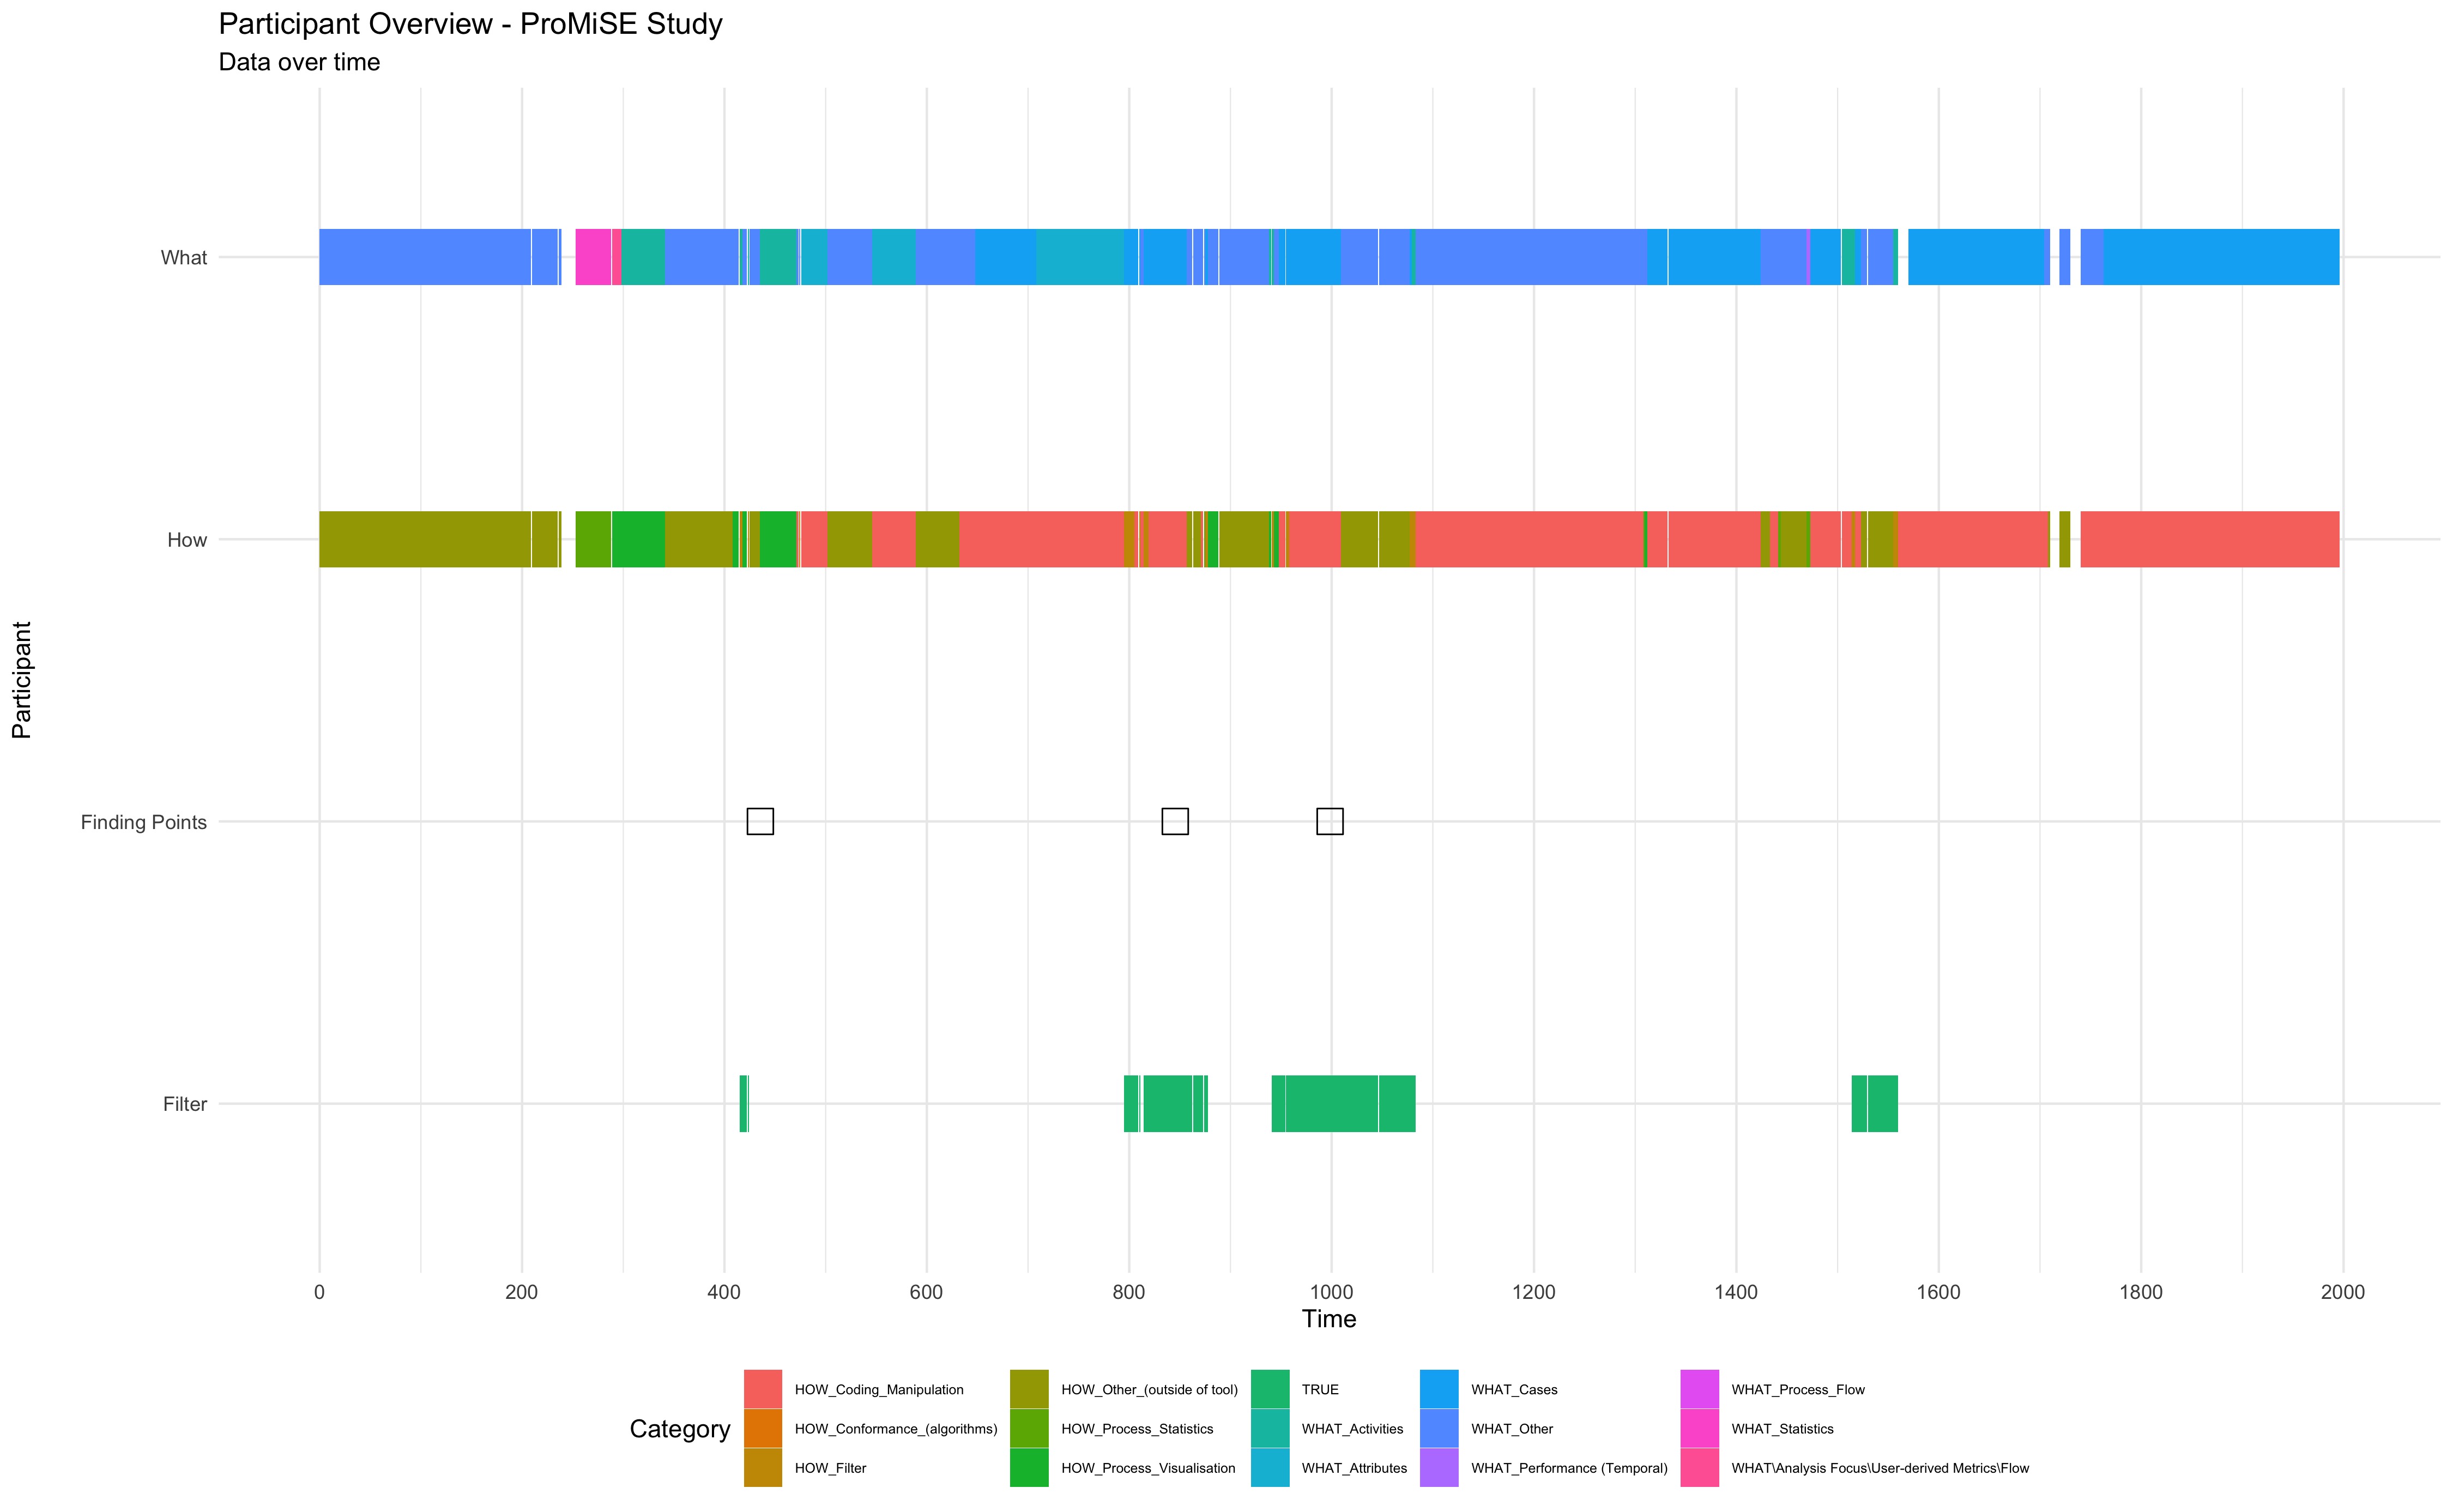 Participant Overview - ProMiSE Study
Data over time
Participant
What
How
Finding Points
Filter
0 200 400 600 800 1000 1200 1400 1600 1800 2000
Time
Category
HOW_Coding_Manipulation
HOW_Conformance_(algorithms)
HOW_Filter
HOW_Other_(outside of tool)
HOW_Process_Statistics
HOW_Process_Visualisation
TRUE
WHAT_Activities
WHAT_Attributes
WHAT_Cases
WHAT_Other
WHAT_Performance (Temporal)
WHAT_Process_Flow
WHAT_Statistics
WHAT\Analysis Focus\User-derived Metrics\Flow